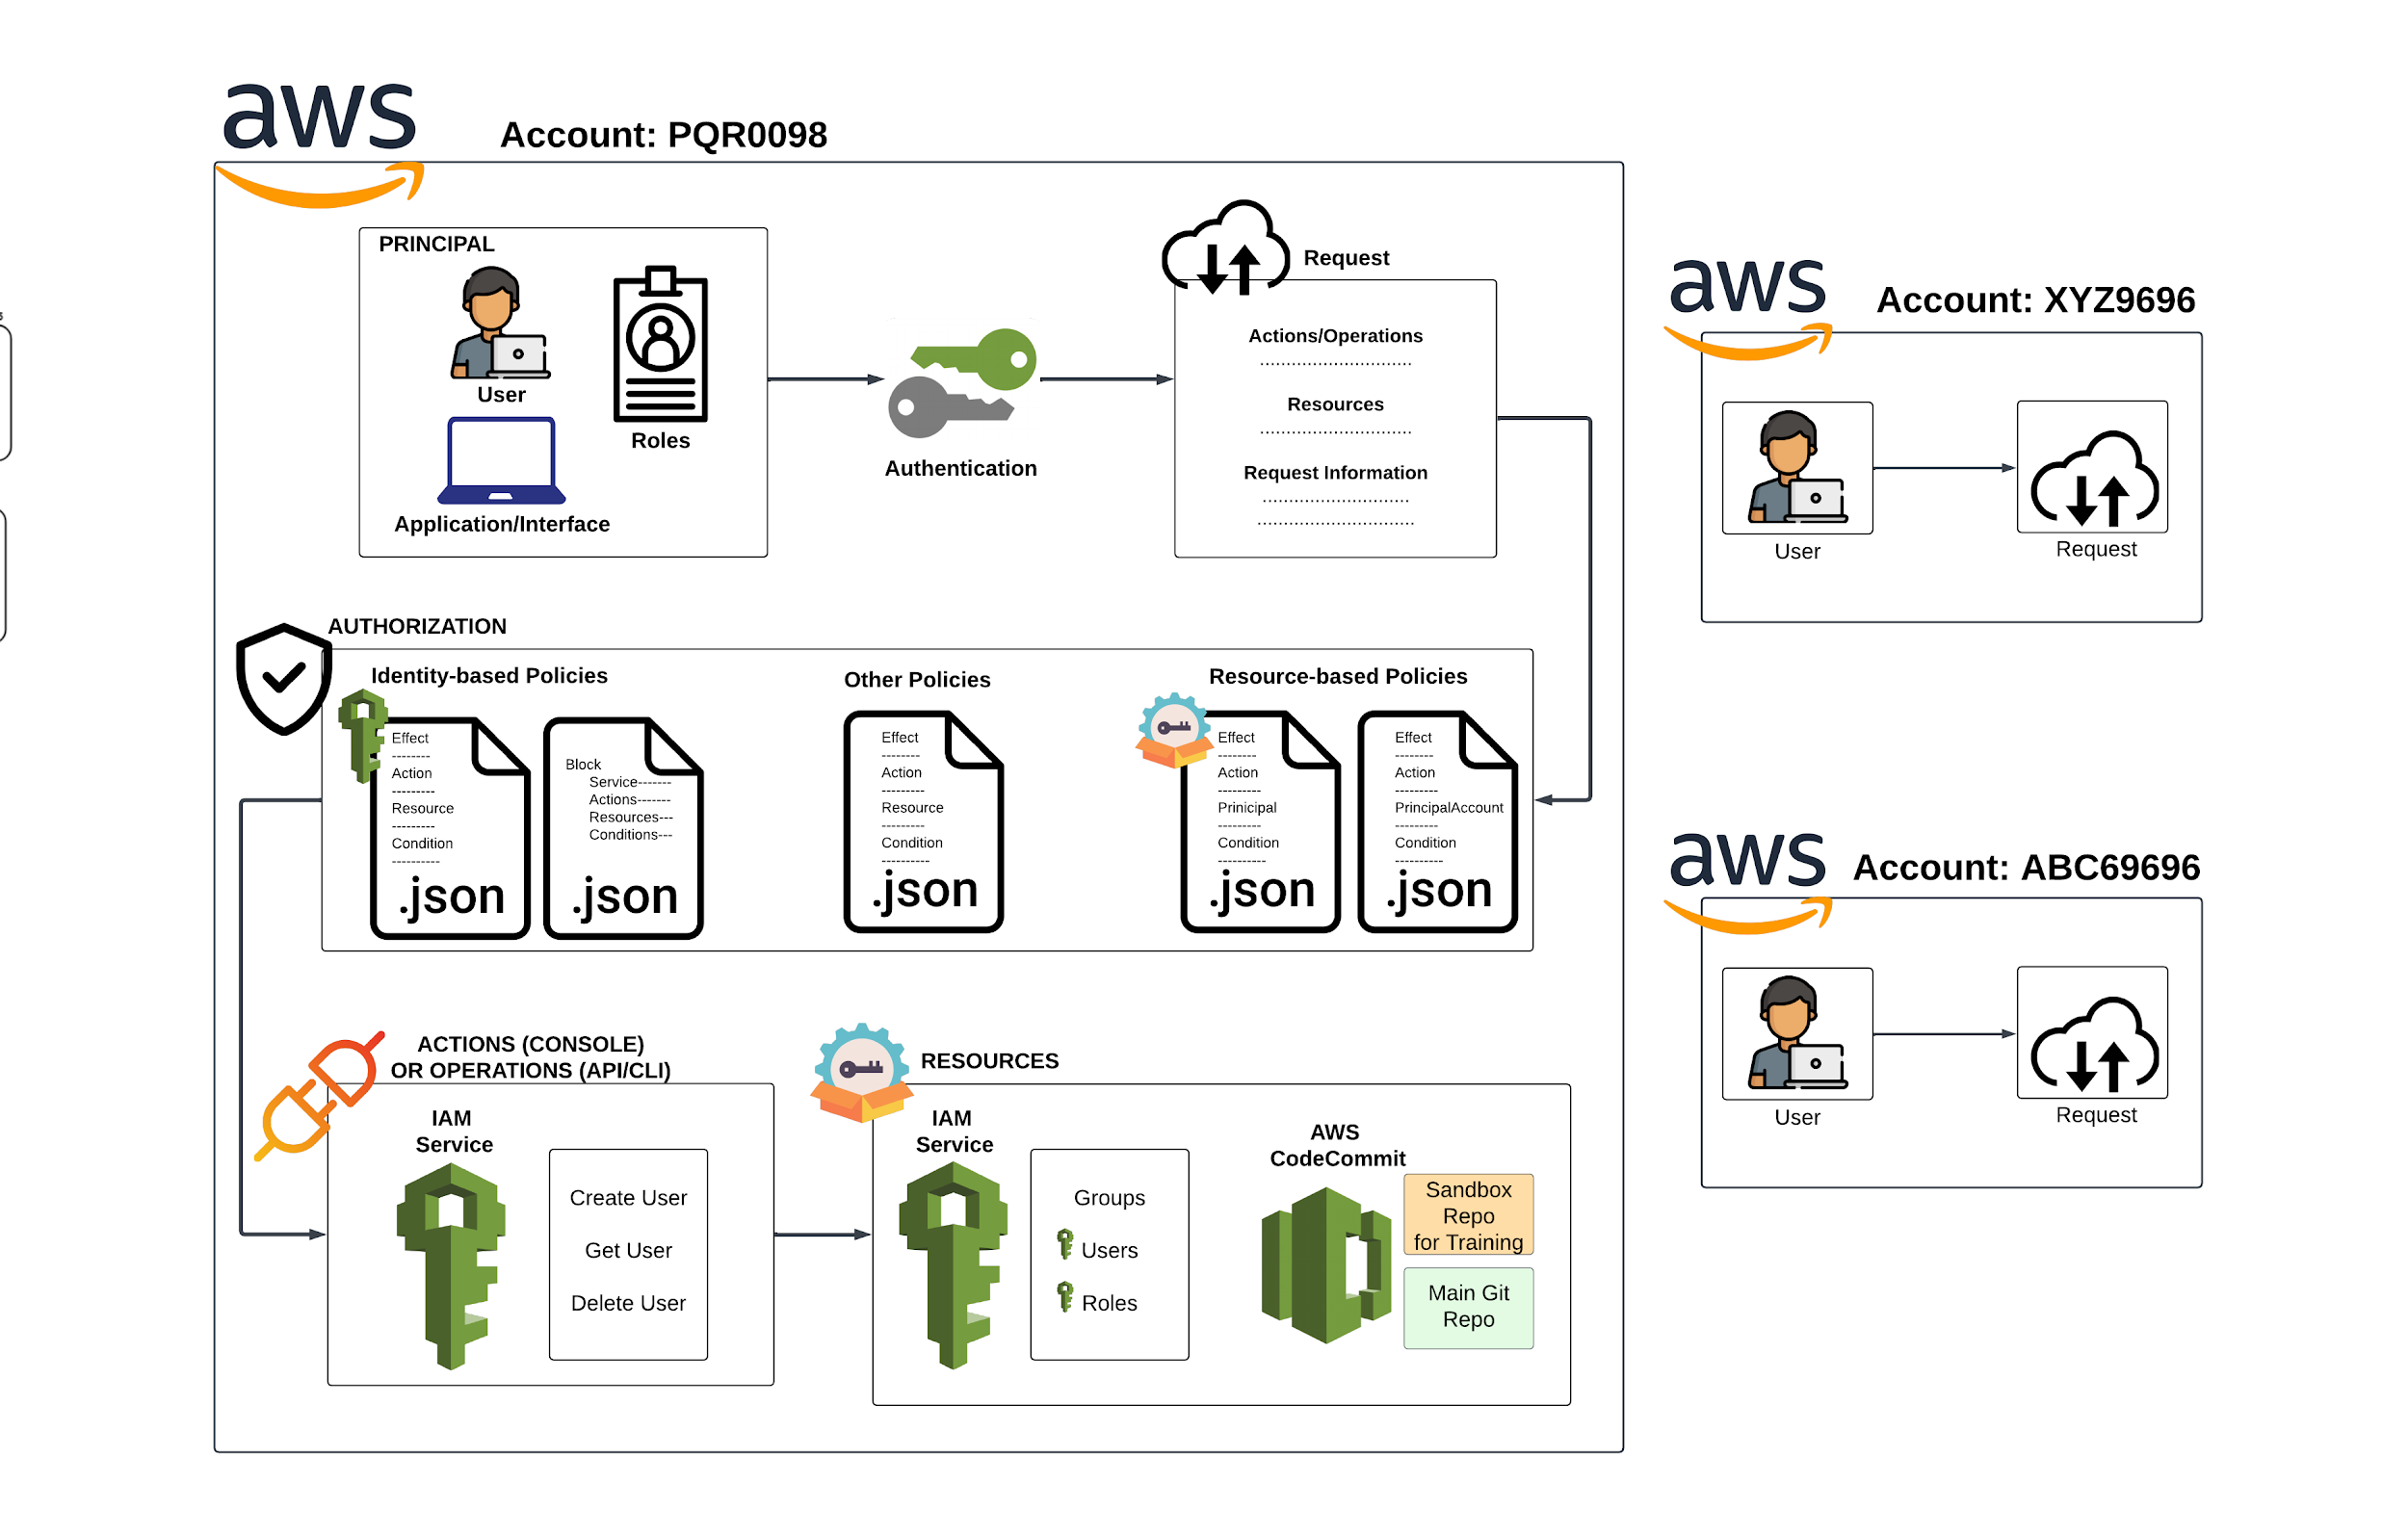 aws
Account: PQR0098
PRINCIPAL
User
Roles
Application/Interface
Authentication
Request
Actions/Operations
............................
Resources
............................
Request Information
...........................
.............................
AUTHORIZATION
Identity-based Policies
Effect
--------
Action
---------
Resource
---------
Condition
----------
.json
Block
Service-------
Actions-------
Resources---
Conditions---
.json
Other Policies
Effect
--------
Action
---------
Resource
---------
Condition
----------
.json
Resource-based Policies
Effect
--------
Action
---------
Prinicipal
---------
Condition
----------
.json
Effect
--------
Action
---------
PrincipalAccount
---------
Condition
----------
.json
ACTIONS (CONSOLE)
OR OPERATIONS (API/CLI)
IAM
Service
Create User
Get User
Delete User
RESOURCES
IAM
Service
Groups
Users
Roles
AWS
CodeCommit
Sandbox
Repo
for Training
Main Git
Repo
aws
Account: XYZ9696
User
Request
aws
Account: ABC69696
User
Request